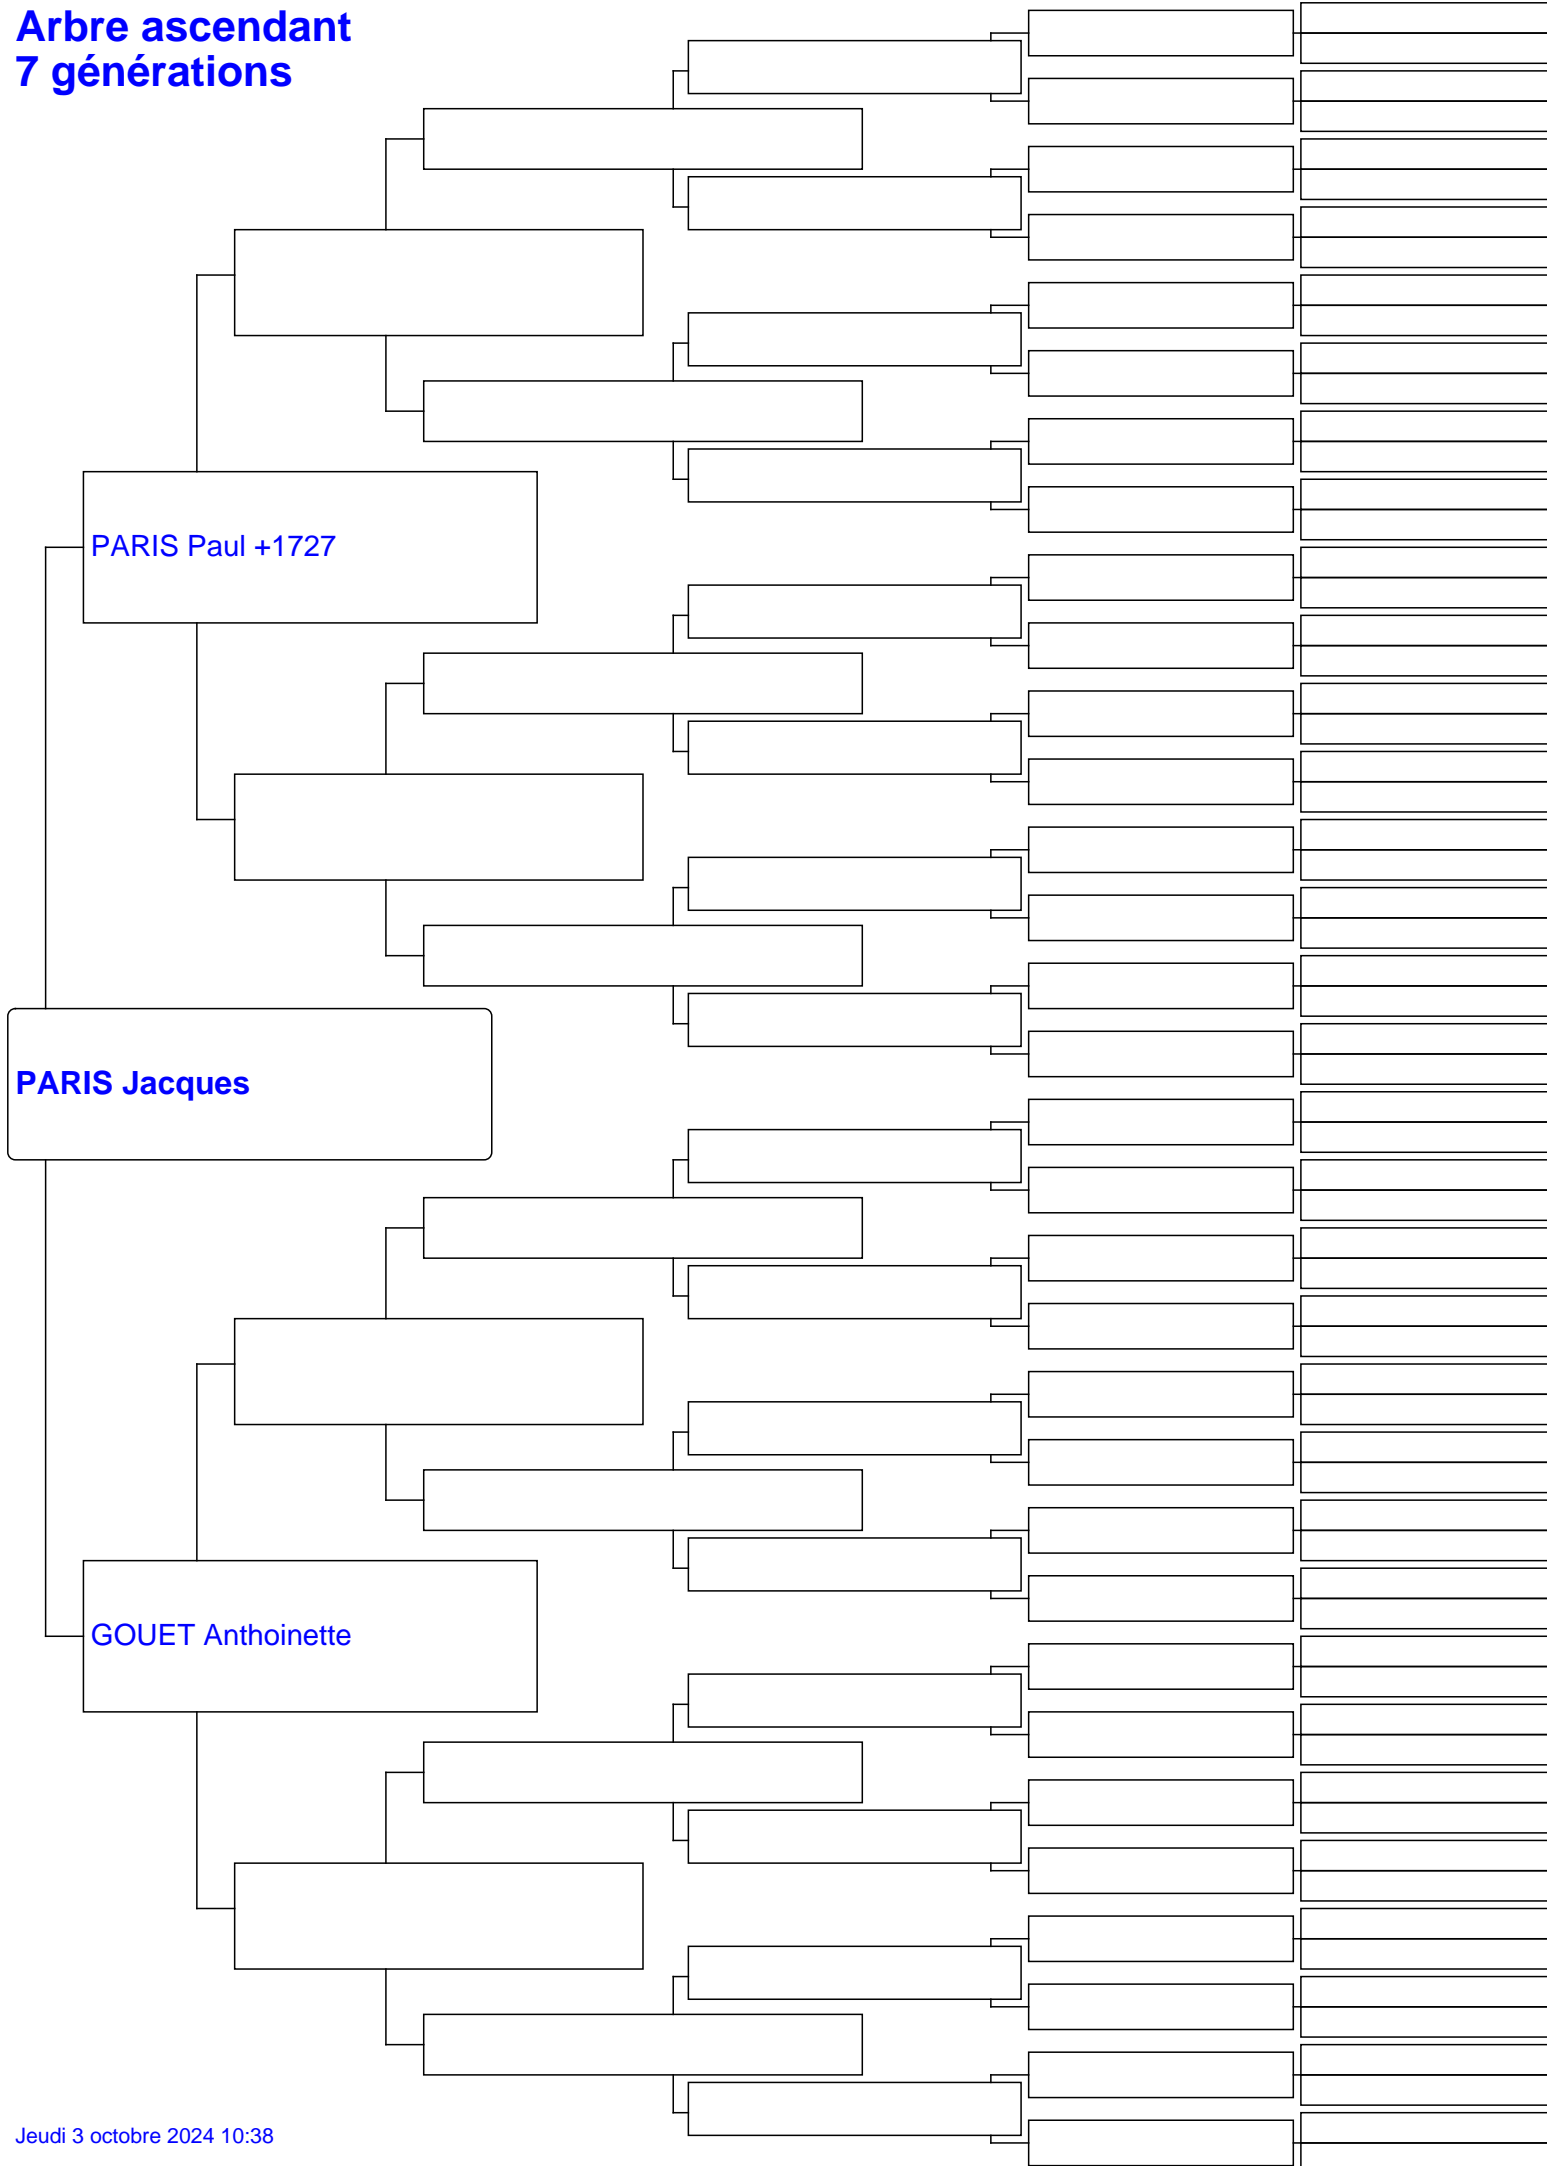 Arbre ascendant
7 générations
PARIS Paul +1727
PARIS Jacques
GOUET Anthoinette
Jeudi 3 octobre 2024 10:38